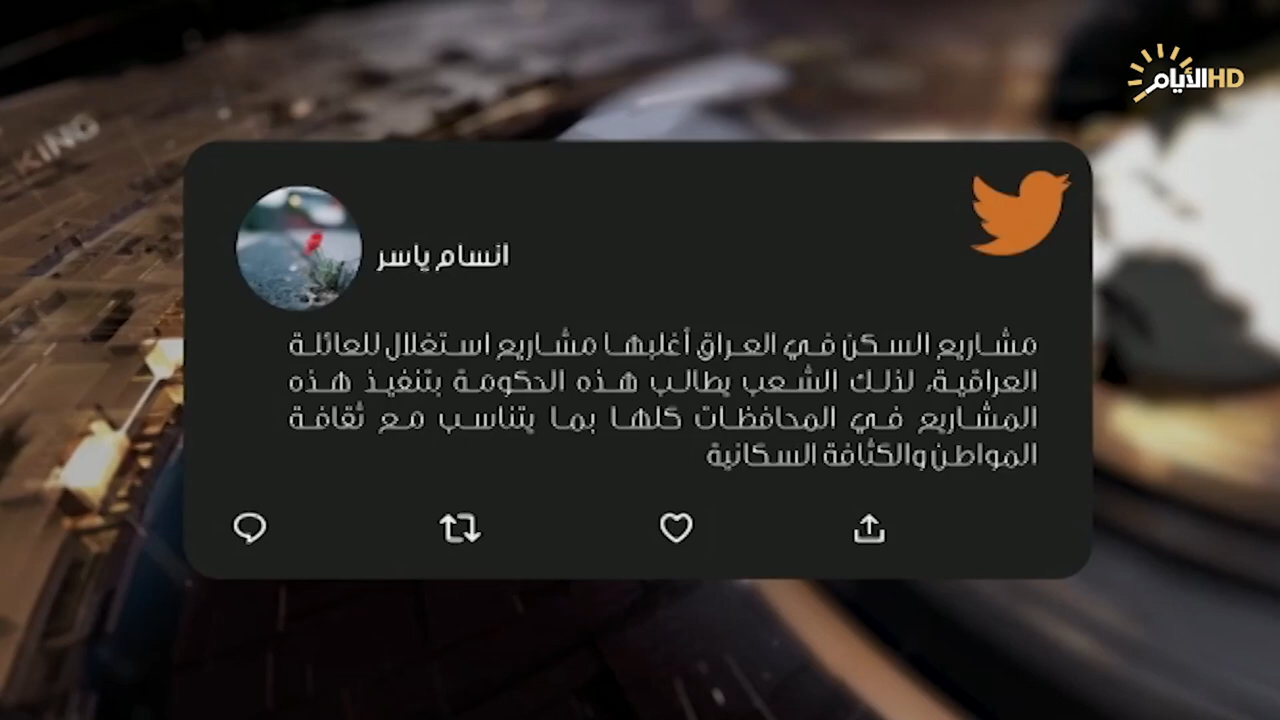 الأيام HD
KING
انسام ياسر
مشاريع السكن في العراق أغلبها مشاريع استغلال للعائلة
العراقية، لذلك الشعب يطالب هذه الحكومة بتنفيذ هذه
المشاريع في المحافظات كلها بما يتناسب مع ثقافة
المواطن والكثافة السكانية